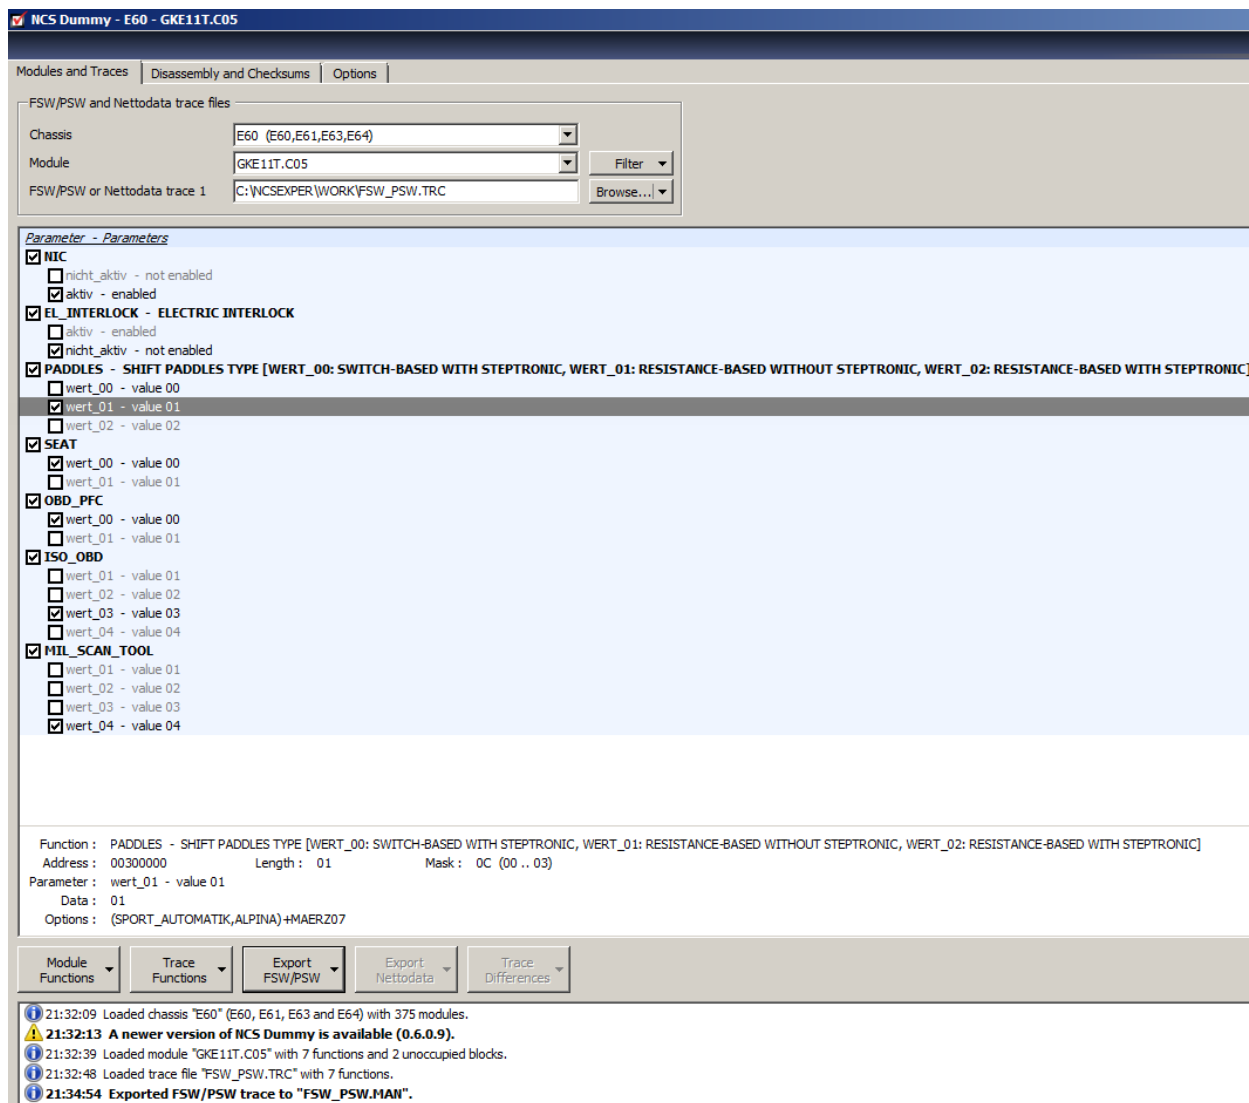 NCS Dummy - E60 - GKE11T.C05
Modules and Traces Disassembly and Checksums Options
FSW/PSW and Nettodata trace files
Chassis E60 (E60,E61,E63,E64)
Module GKE11T.C05 Filter
FSW/PSW or Nettodata trace 1 C:\NCSEXPER\WORK\FSW_PSW.TRC Browse...
Parameter - Parameters
NIC
nicht_aktiv - not enabled
aktiv - enabled
EL_INTERLOCK - ELECTRIC INTERLOCK
aktiv - enabled
nicht_aktiv - not enabled
PADDLES - SHIFT PADDLES TYPE [WERT_00: SWITCH-BASED WITH STEPTRONIC, WERT_01: RESISTANCE-BASED WITHOUT STEPTRONIC, WERT_02: RESISTANCE-BASED WITH STEPTRONIC]
wert_00 - value 00
wert_01 - value 01
wert_02 - value 02
SEAT
wert_00 - value 00
wert_01 - value 01
OBD_PFC
wert_00 - value 00
wert_01 - value 01
ISO_OBD
wert_01 - value 01
wert_02 - value 02
wert_03 - value 03
wert_04 - value 04
MIL_SCAN_TOOL
wert_01 - value 01
wert_02 - value 02
wert_03 - value 03
wert_04 - value 04
Function : PADDLES - SHIFT PADDLES TYPE [WERT_00: SWITCH-BASED WITH STEPTRONIC, WERT_01: RESISTANCE-BASED WITHOUT STEPTRONIC, WERT_02: RESISTANCE-BASED WITH STEPTRONIC]
Address : 00300000 Length : 01 Mask : 0C (00 .. 03)
Parameter : wert_01 - value 01
Data : 01
Options : (SPORT_AUTOMATIK,ALPINA)+MAERZ07
Module Functions Trace Functions Export FSW/PSW Export Nettodata Trace Differences
21:32:09 Loaded chassis "E60" (E60, E61, E63 and E64) with 375 modules.
21:32:13 A newer version of NCS Dummy is available (0.6.0.9).
21:32:39 Loaded module "GKE11T.C05" with 7 functions and 2 unoccupied blocks.
21:32:48 Loaded trace file "FSW_PSW.TRC" with 7 functions.
21:34:54 Exported FSW/PSW trace to "FSW_PSW.MAN".